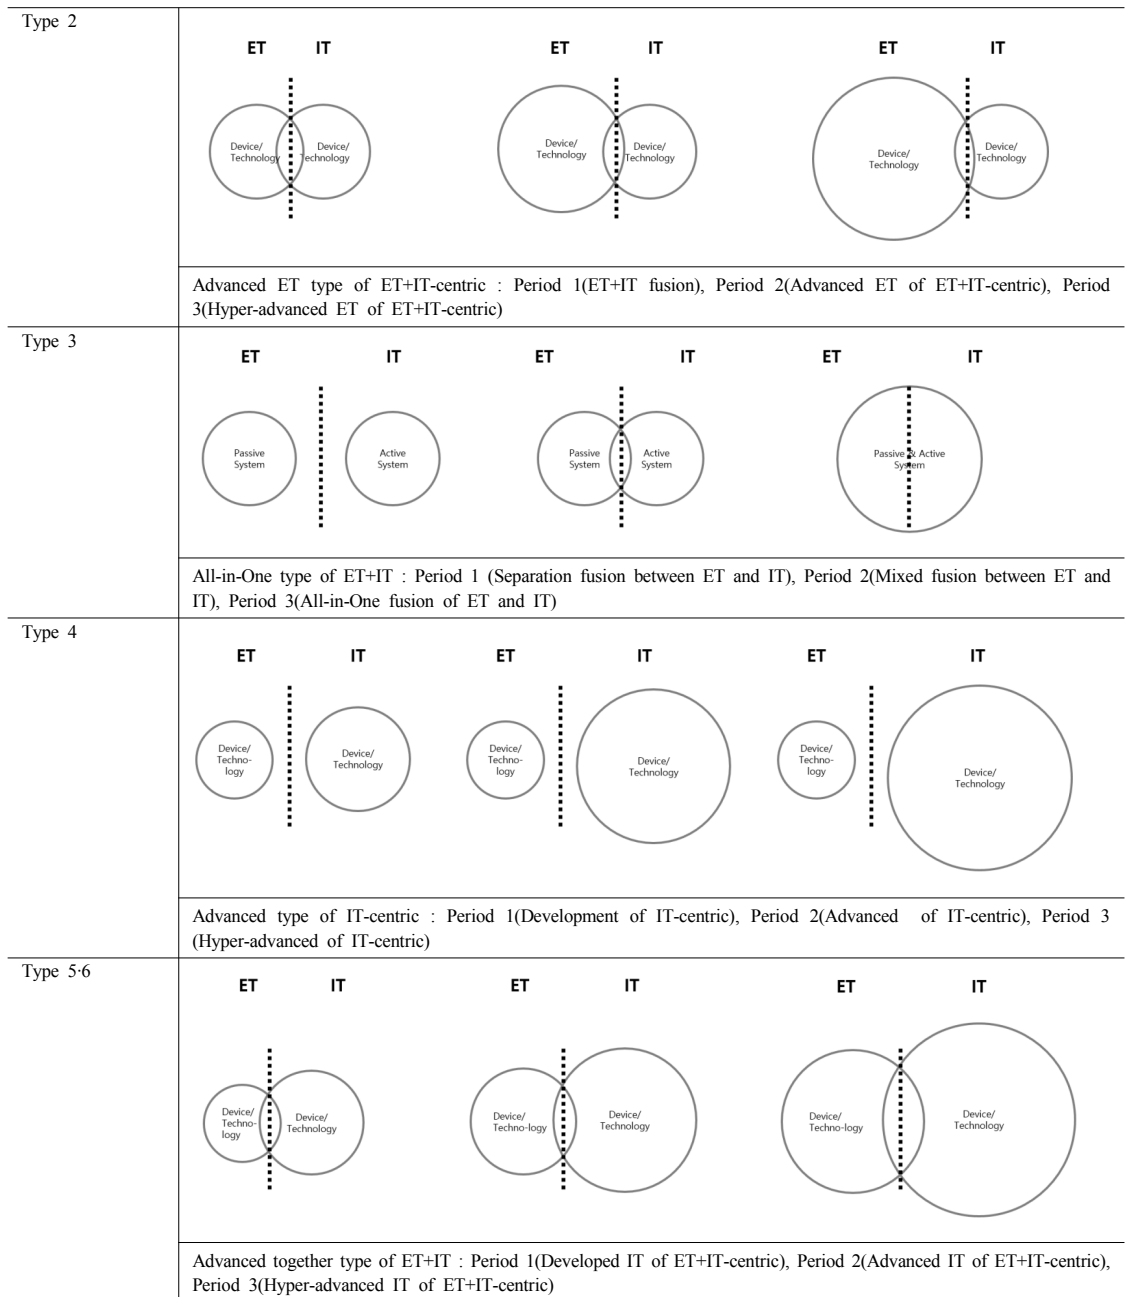 Type 2
ET IT ET IT ET IT
Device/
Technology
Device/
Technology
Device/
Technology
Device/
Technology
Device/
Technology
Device/
Technology
Advanced ET type of ET+IT-centric : Period 1(ET+IT fusion), Period 2(Advanced ET of ET+IT-centric), Period
3(Hyper-advanced ET of ET+IT-centric)
Type 3
ET IT ET IT ET IT
Passive
System
Active
System
Passive
System
Active
System
Passive & Active
System
All-in-One type of ET+IT : Period 1 (Separation fusion between ET and IT), Period 2(Mixed fusion between ET and
IT), Period 3(All-in-One fusion of ET and IT)
Type 4
ET IT ET IT ET IT
Device/
Techno-
logy
Device/
Technology
Device/
Techno-
logy
Device/
Technology
Device/
Techno-
logy
Device/
Technology
Advanced type of IT-centric : Period 1(Development of IT-centric), Period 2(Advanced of IT-centric), Period 3
(Hyper-advanced of IT-centric)
Type 5·6
ET IT ET IT ET IT
Device/
Techno-
logy
Device/
Technology
Device/
Techno-logy
Device/
Technology
Device/
Techno-logy
Device/
Technology
Advanced together type of ET+IT : Period 1(Developed IT of ET+IT-centric), Period 2(Advanced IT of ET+IT-centric),
Period 3(Hyper-advanced IT of ET+IT-centric)